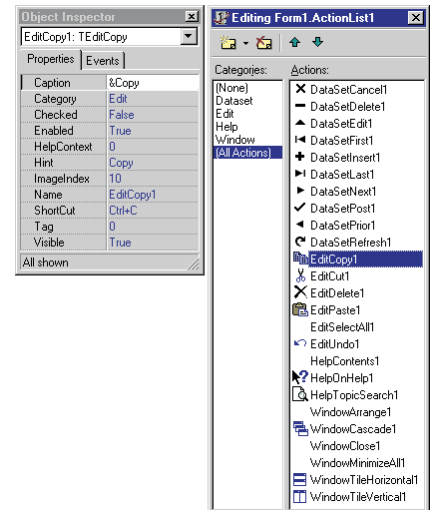 Object Inspector
EditCopy1: TEditCopy
Properties Events
Caption &Copy
Category Edit
Checked False
Enabled True
HelpContext 0
Hint Copy
ImageIndex 10
Name EditCopy1
ShortCut Ctrl+C
Tag 0
Visible True
All shown
Editing Form1.ActionList1
Categories:
(None)
Dataset
Edit
Help
Window
(All Actions)
Actions:
DataSetCancel1
DataSetDelete1
DataSetEdit1
DataSetFirst1
DataSetInsert1
DataSetLast1
DataSetNext1
DataSetPost1
DataSetPrior1
DataSetRefresh1
EditCopy1
EditCut1
EditDelete1
EditPaste1
EditSelectAll1
EditUndo1
HelpContents1
HelpOnHelp1
HelpTopicSearch1
WindowArrange1
WindowCascade1
WindowClose1
WindowMinimizeAll1
WindowTileHorizontal1
WindowTileVertical1